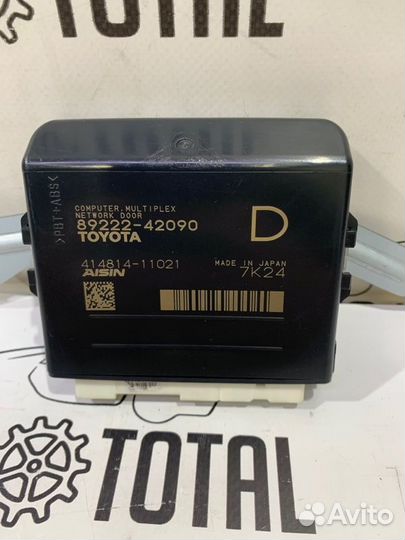 TOTAL
>PBT+ABS<
COMPUTER, MULTIPLEX
NETWORK DOOR
89222-42090
TOYOTA
D
414814-11021
AISIN
MADE IN JAPAN
7K24
TOTAL
Avito